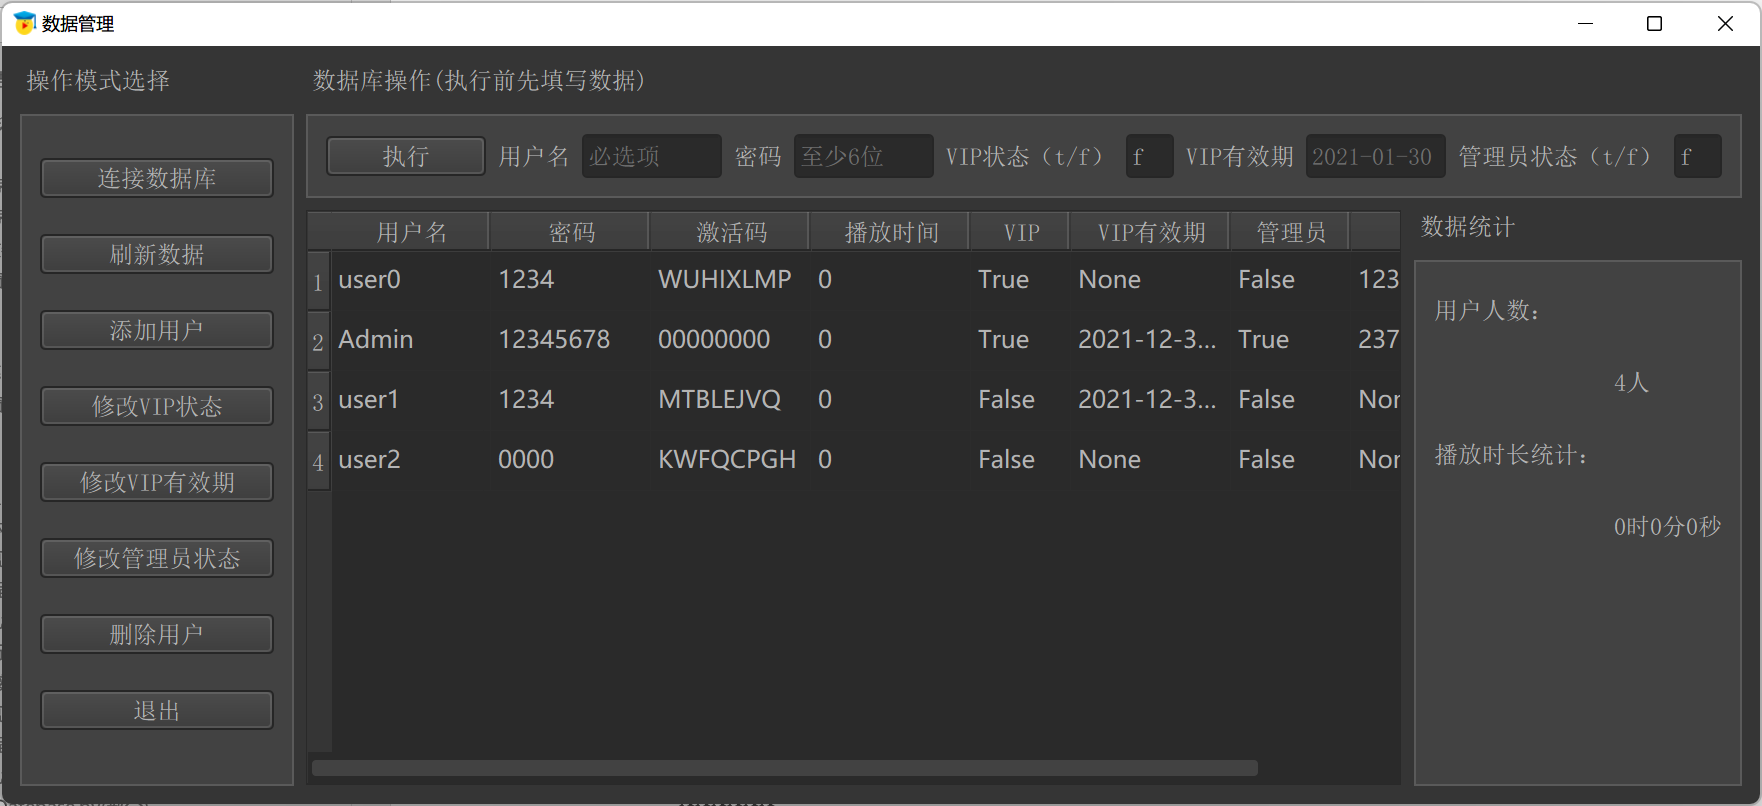 数据管理
操作模式选择
数据库操作(执行前先填写数据)
连接数据库
刷新数据
添加用户
修改VIP状态
修改VIP有效期
修改管理员状态
删除用户
退出
执行 用户名 必选项 密码 至少6位 VIP状态（t/f） f VIP有效期 2021-01-30 管理员状态（t/f） f
用户名 密码 激活码 播放时间 VIP VIP有效期 管理员
1 user0 1234 WUHIXLMP 0 True None False 123
2 Admin 12345678 00000000 0 True 2021-12-3... True 237
3 user1 1234 MTBLEJVQ 0 False 2021-12-3... False Nor
4 user2 0000 KWFQCPGH 0 False None False Nor
数据统计
用户人数：
4人
播放时长统计：
0时0分0秒